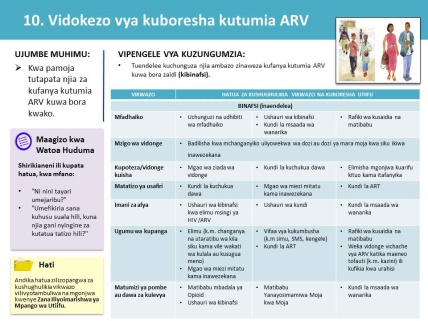 10. Vidokezo vya kuboresha kutumia ARV
UJUMBE MUHIMU:
Kwa pamoja
tutapata njia za
kufanya kutumia
ARV kuwa bora
kwako.
Maagizo kwa
Watoa Huduma
Shirikianeni ili kupata
hatua, kwa mfano:
"Ni nini tayari
umejaribu?"
"Umefikiria sana
kuhusu suala hili, kuna
njia gani nyingine za
kutatua tatizo hili?"
Hati
Andika hatua zilizopangwa za
kushughulikia vikwazo
vilivyotambuliwa na mgonjwa
kwenye Zana Iliyoimarishwa ya
Mpango wa Utiifu.
VIPENGELE VYA KUZUNGUMZIA:
Tuendelee kuchunguza njia ambazo zinaweza kufanya kutumia ARV
kuwa bora zaidi (kibinafsi).
VIKWAZO HATUA ZA KUSHUGHULIKIA VIKWAZO NA KUBORESHA UTIIFU
BINAFSI (inaendelea)
Mfadhaiko Uchunguzi na udhibiti Ushauri wa kibinafsi Rafiki wa kusaidia na
wa mfadhaiko Kundi la msaada wa matibabu
wanarika
Mzigo wa vidonge Badilisha kwa mchanganyiko uliyowekwa wa dozi au dozi ya mara moja kwa siku ikiwa
inawezekana
Kupoteza/vidonge Mgao wa ziada wa Kundi la kuchukua dawa Elimisha mgonjwa kuarifu
kuisha vidonge kituo kama itafanyika
Matatizo ya usafiri Kundi la kuchukua Mgao wa miezi mitatu Kundi la ART
dawa kama inawezekana
Imani za afya Ushauri wa kibinafsi Ushauri wa kundi Kundi la msaada wa
kwa elimu msingi ya wanarika
HIV /ARV
Ugumu wa kupanga Elimu (k.m. changanya Vifaa vya kukumbusha Rafiki wa kusaidia na
na utaratibu wa kila (k.m simu, SMS, kengele) matibabu
siku kama vile wakati Kundi la ART Weka vidonge vichache
wa kulala au kusugua vya ARV katika maeneo
meno) tofauti (k.m. kazini) ili
Mgao wa miezi mitatu kufikia kwa urahisi
kama inawezekana
Matumizi ya pombe Matibabu mbadala ya Matibabu Kundi la msaada wa
au dawa za kulevya Opioid Yanayosimamiwa Moja wanarika
Ushauri wa kibinafsi kwa Moja